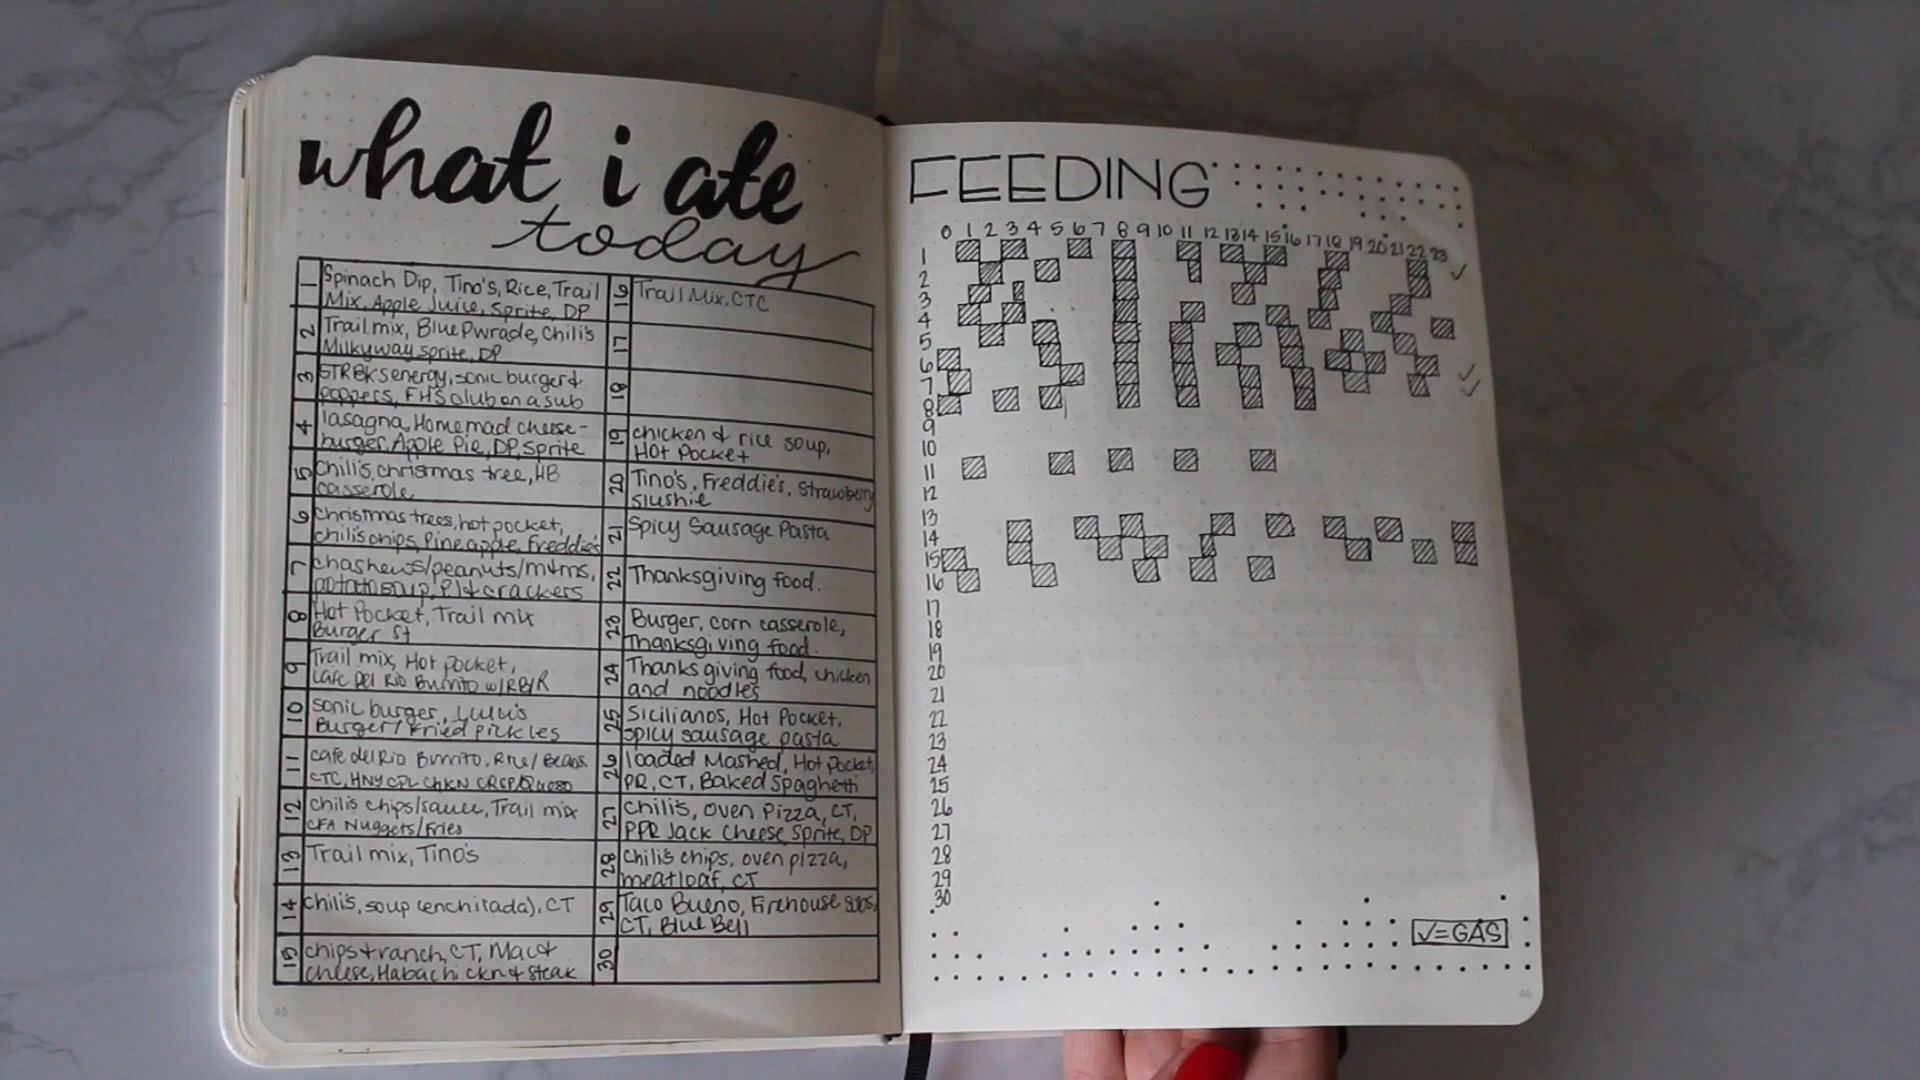 what i ate
today
1 Spinach Dip, Tino's, Rice, Trail
Mix, Apple Juice, Sprite, DP
2 Trail mix, Blue Pwrade, Chili's
Milkyway sprite, DP
3 STRBKs energy, sonic burger &
poppers, FHS club on a sub
4 lasagna, Homemad cheese-
burger, Apple Pie, DP, Sprite
5 Chili's, christmas tree, HB
casserole
6 christmas trees, hot pocket,
chili's chips, Pineapple, Freddie's
7 chashews/peanuts/m&ms,
potato soup, PI & crackers
8 Hot Pocket, Trail mix
Burger St
9 Trail mix, Hot pocket,
Cafe Del Rio Burrito w/RB/R
10 sonic burger, Lulu's
Burger/Fried pickles
11 cafe del Rio Burrito, Rice/Beans
CTC, HNY CPL CHKN CRSP/Queso
12 chili's chips/sauce, Trail mix
CFA Nuggets/Fries
13 Trail mix, Tino's
14 chili's, soup (enchilada), CT
15 chips & ranch, CT, Mac &
cheese, Habachi ckn & steak
16 Trail Mix, CTC
17
18
19 chicken & rice soup,
Hot Pocket
20 Tino's, Freddie's, Strawberry
slushie
21 Spicy Sausage Pasta
22 Thanksgiving food.
23 Burger, corn casserole,
Thanksgiving food.
24 Thanksgiving food, chicken
and noodles
25 Sicilianos, Hot Pocket,
spicy sausage pasta
26 loaded Mashed, Hot Pocket,
PR, CT, Baked Spaghetti
27 Chili's, Oven Pizza, CT,
PPR Jack Cheese, Sprite, DP
28 Chili's chips, oven pizza,
meatloaf, CT
29 Taco Bueno, Firehouse subs,
CT, Blue Bell
30
45
FEEDING
0 1 2 3 4 5 6 7 8 9 10 11 12 13 14 15 16 17 18 19 20 21 22 23
1
2 ✓
3
4
5
6
7 ✓
8 ✓
9
10
11
12
13
14
15
16
17
18
19
20
21
22
23
24
25
26
27
28
29
30
✓=GAS
46